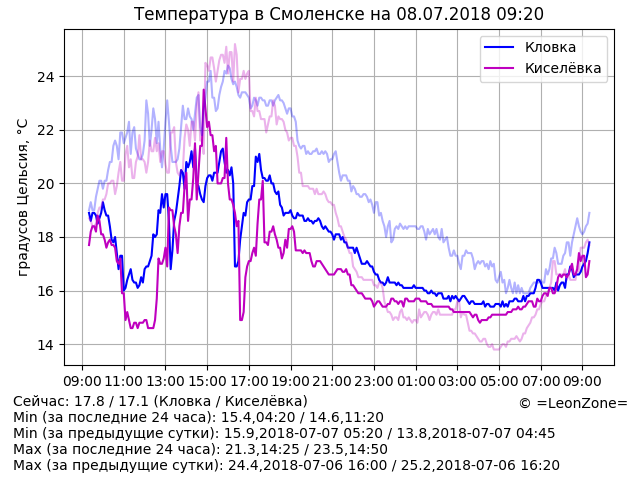 Температура в Смоленске на 08.07.2018 09:20
Кловка
Киселёвка
градусов Цельсия, °C
24
22
20
18
16
14
09:00 11:00 13:00 15:00 17:00 19:00 21:00 23:00 01:00 03:00 05:00 07:00 09:00
Сейчас: 17.8 / 17.1 (Кловка / Киселёвка)
© =LeonZone=
Min (за последние 24 часа): 15.4,04:20 / 14.6,11:20
Min (за предыдущие сутки): 15.9,2018-07-07 05:20 / 13.8,2018-07-07 04:45
Max (за последние 24 часа): 21.3,14:25 / 23.5,14:50
Max (за предыдущие сутки): 24.4,2018-07-06 16:00 / 25.2,2018-07-06 16:20